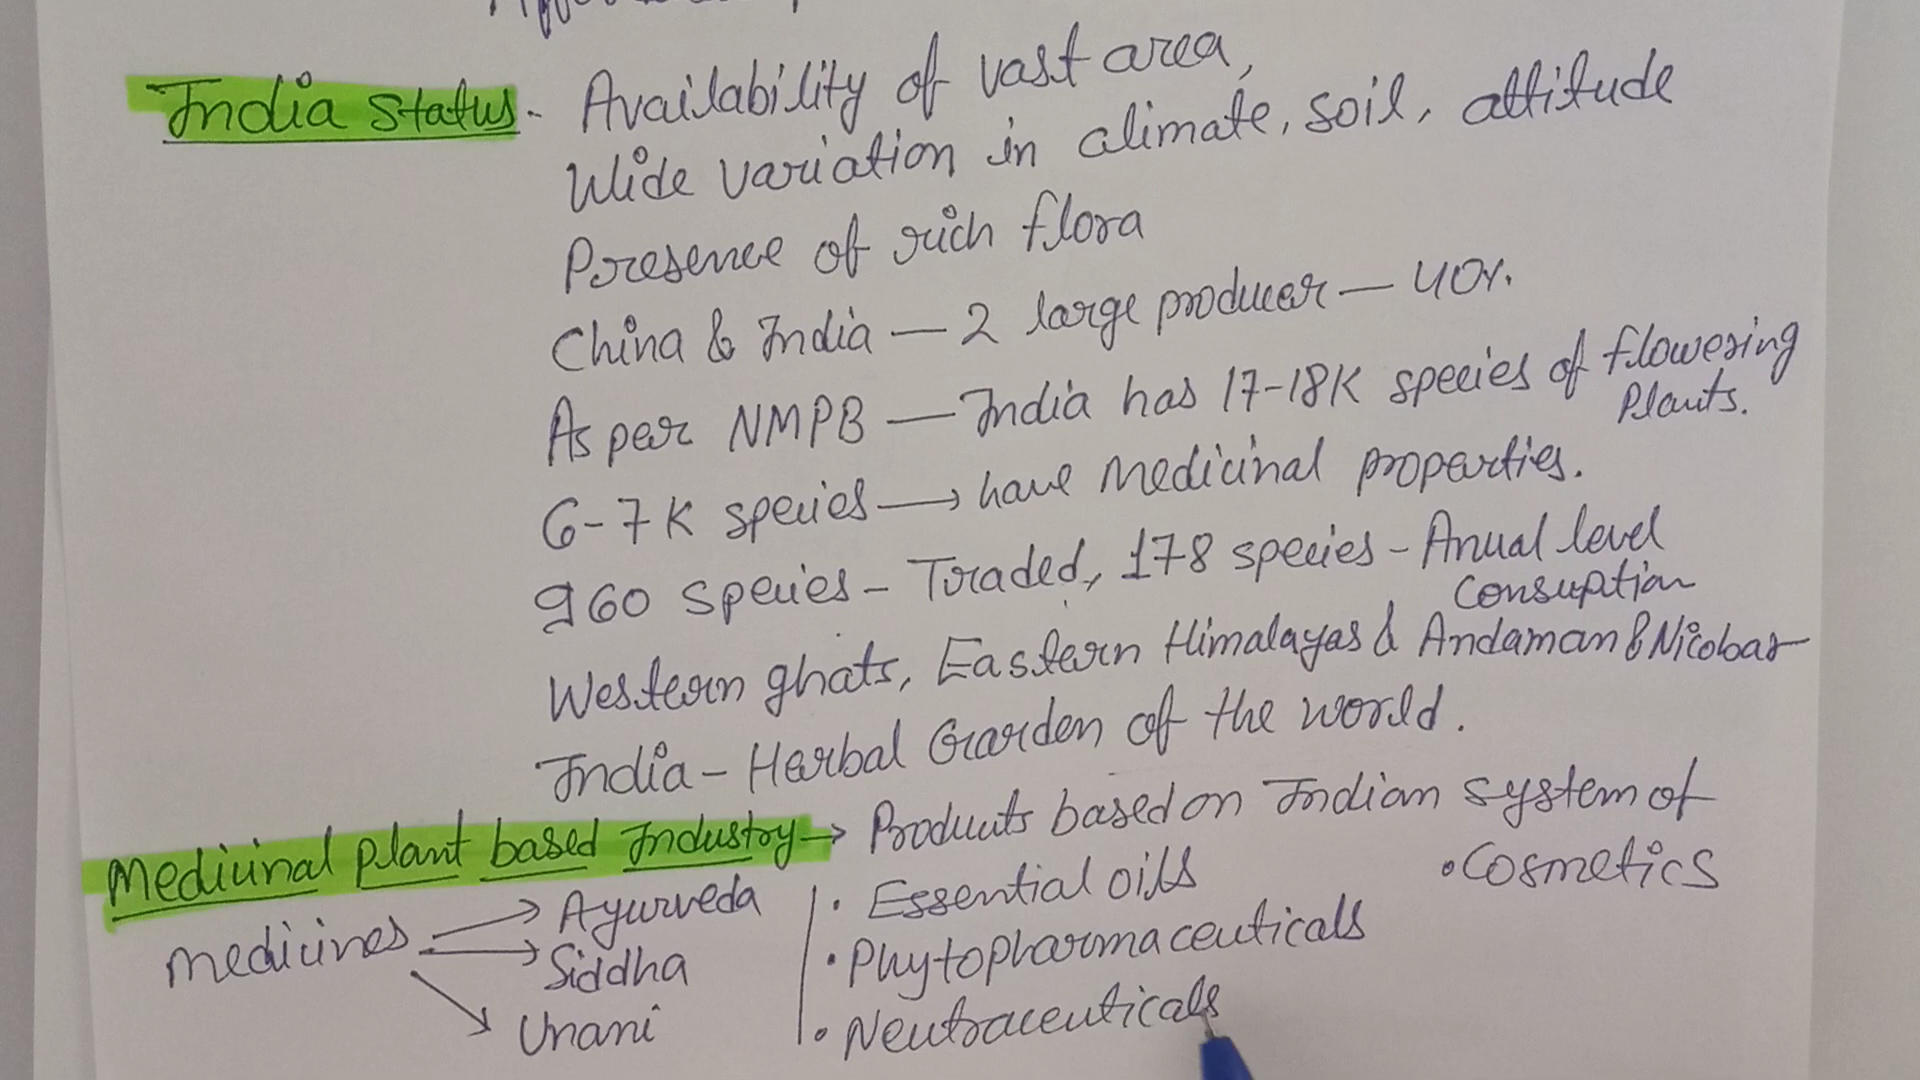 India Status - Availability of vast area,
Wide variation in climate, soil, altitude
Presence of rich flora
China & India — 2 large producer — 40%.
As per NMPB — India has 17-18K species of flowering
Plants.
6-7K species → have medicinal properties.
960 species - Traded, 178 species - Anual level
Consuption
Western ghats, Eastern Himalayas & Andaman & Nicobar
India - Herbal Garden of the world.
Medicinal plant based Industry → Products based on Indian system of
medicines → Ayurveda
→ Siddha
→ Unani
• Essential oils
• Cosmetics
• Phytopharmaceuticals
• Neutraceuticals